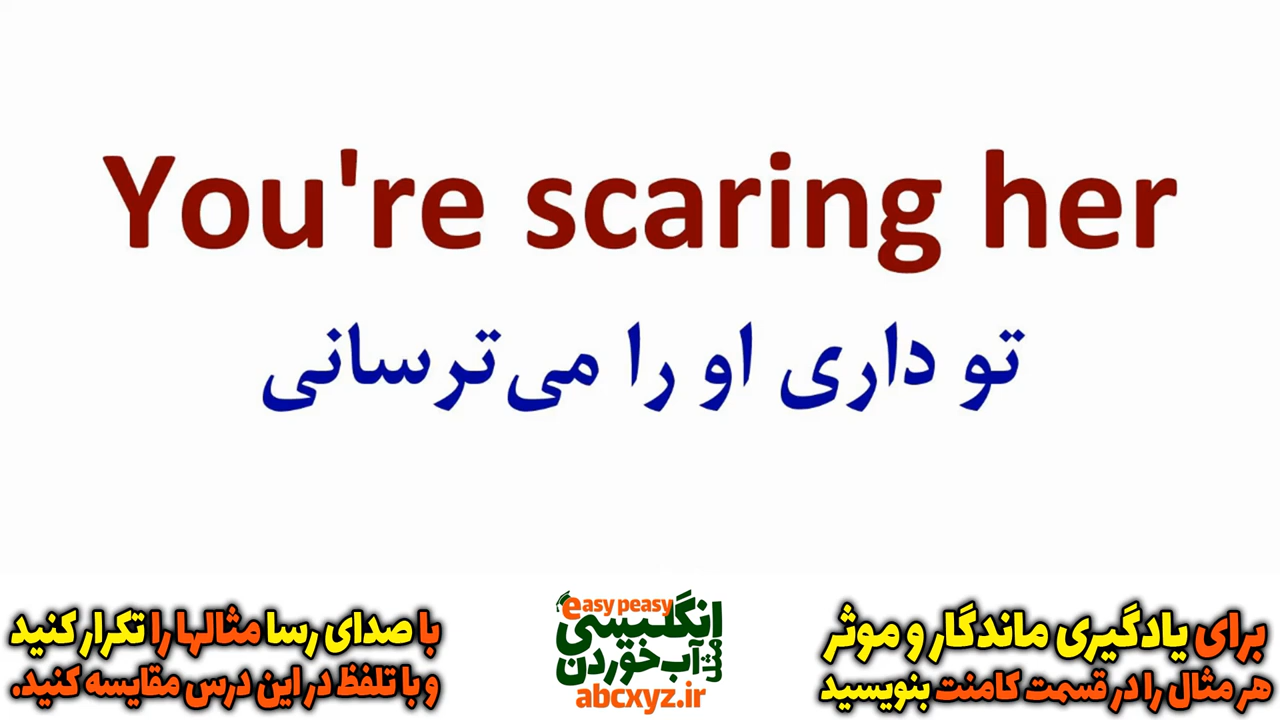 You're scaring her
تو داری او را می‌ترسانی
برای یادگیری ماندگار و موثر
هر مثال را در قسمت کامنت بنویسید
easy peasy
انگلیسی
مثل آب خوردن
abcxyz.ir
با صدای رسا مثالها را تکرار کنید
و با تلفظ در این درس مقایسه کنید.